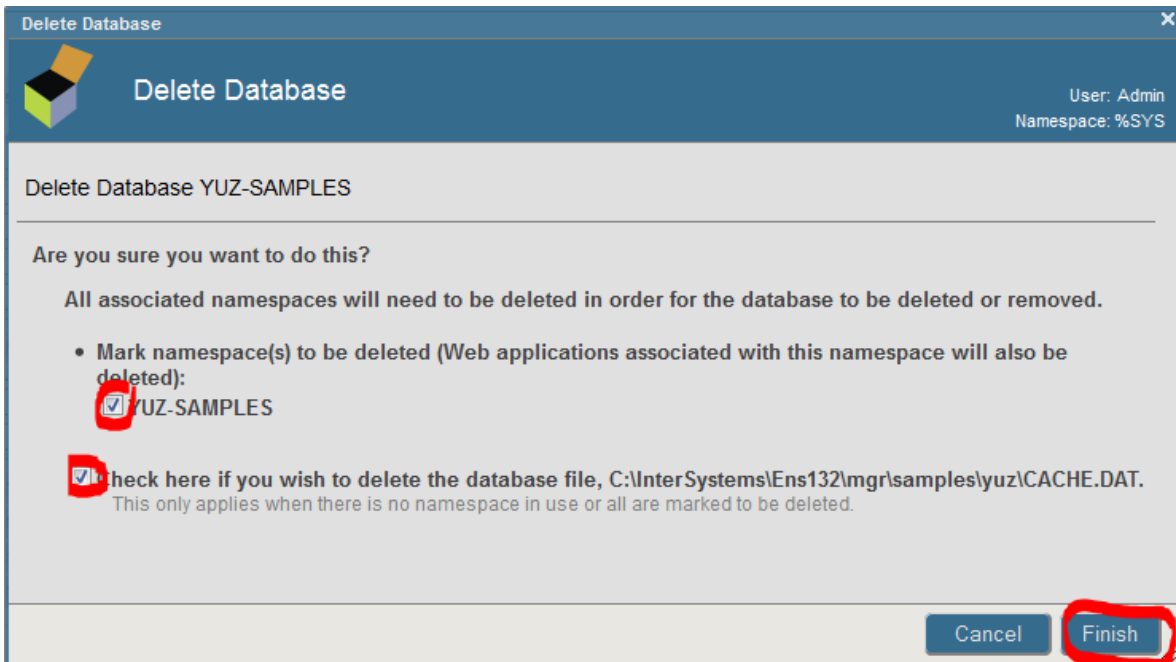 Delete Database
Delete Database
User: Admin
Namespace: %SYS
Delete Database YUZ-SAMPLES
Are you sure you want to do this?
All associated namespaces will need to be deleted in order for the database to be deleted or removed.
• Mark namespace(s) to be deleted (Web applications associated with this namespace will also be
deleted):
YUZ-SAMPLES
Check here if you wish to delete the database file, C:\InterSystems\Ens132\mgr\samples\yuz\CACHE.DAT.
This only applies when there is no namespace in use or all are marked to be deleted.
Cancel Finish